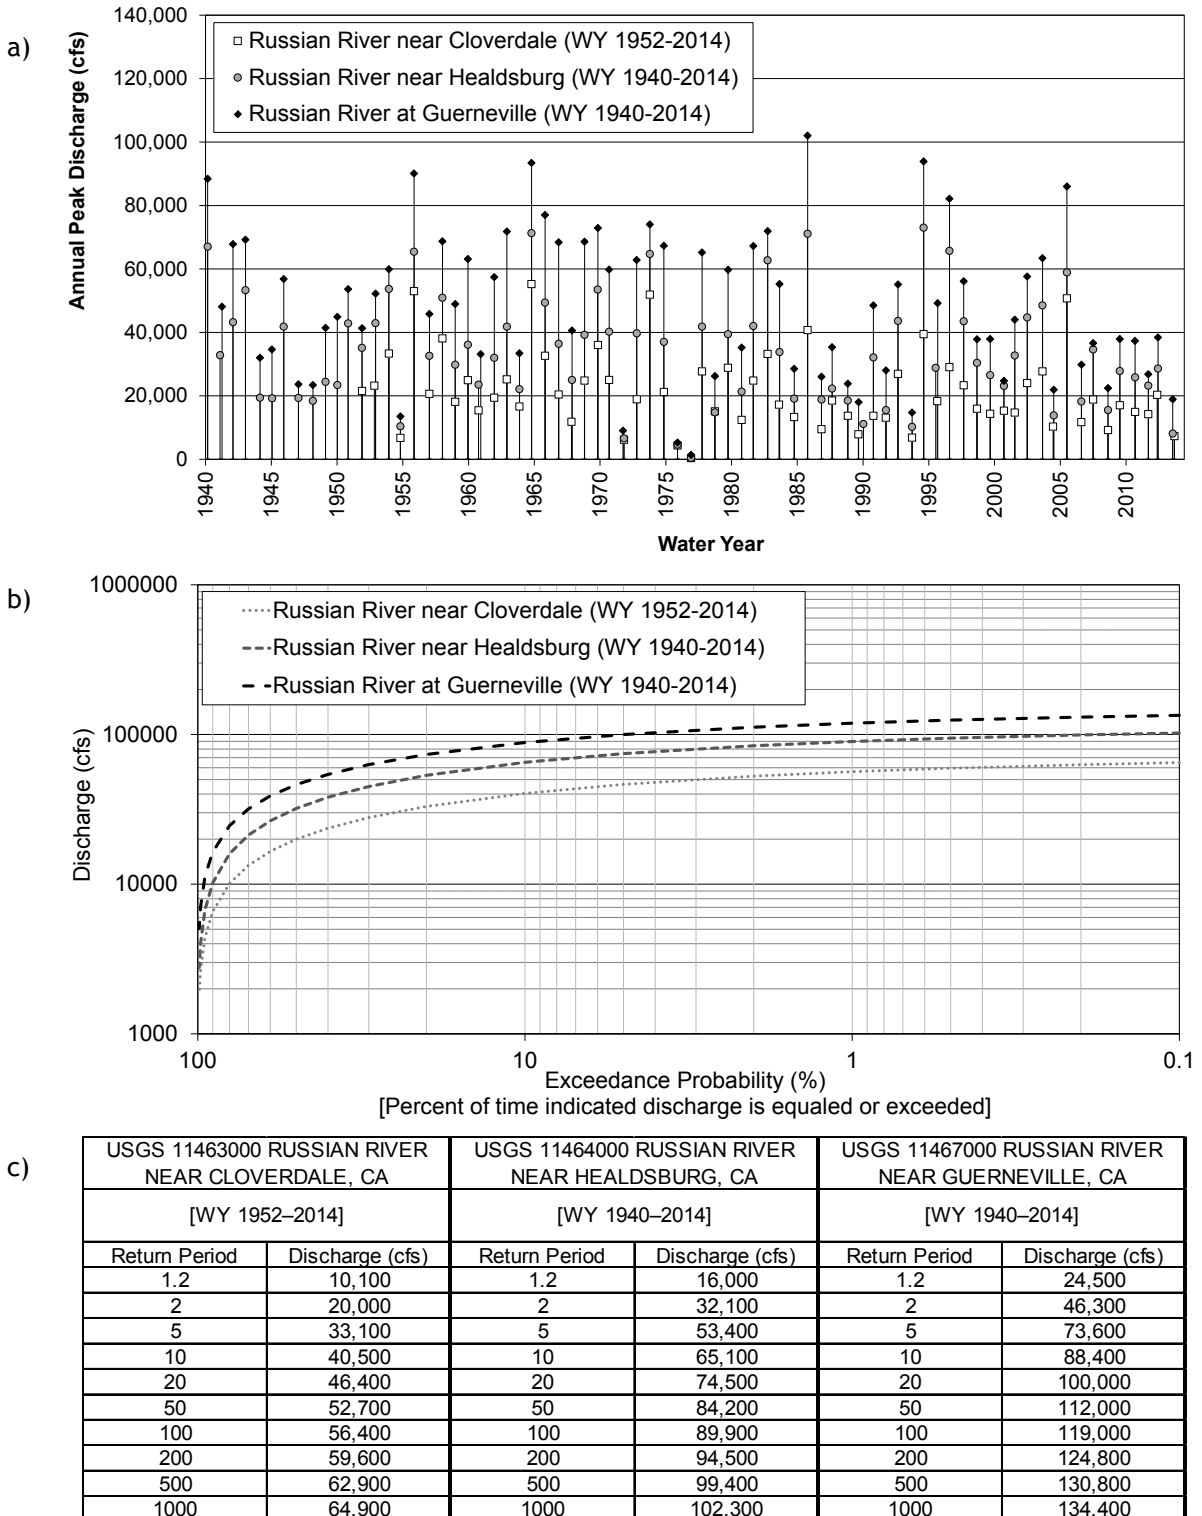 a)
140,000
120,000
100,000
80,000
60,000
40,000
20,000
0
Annual Peak Discharge (cfs)
Russian River near Cloverdale (WY 1952-2014)
Russian River near Healdsburg (WY 1940-2014)
Russian River at Guerneville (WY 1940-2014)
1940 1945 1950 1955 1960 1965 1970 1975 1980 1985 1990 1995 2000 2005 2010
Water Year
b)
1000000
100000
10000
1000
Discharge (cfs)
Russian River near Cloverdale (WY 1952-2014)
Russian River near Healdsburg (WY 1940-2014)
Russian River at Guerneville (WY 1940-2014)
100 10 1 0.1
Exceedance Probability (%)
[Percent of time indicated discharge is equaled or exceeded]
c)
USGS 11463000 RUSSIAN RIVER NEAR CLOVERDALE, CA
USGS 11464000 RUSSIAN RIVER NEAR HEALDSBURG, CA
USGS 11467000 RUSSIAN RIVER NEAR GUERNEVILLE, CA
[WY 1952–2014] [WY 1940–2014] [WY 1940–2014]
Return Period Discharge (cfs) Return Period Discharge (cfs) Return Period Discharge (cfs)
1.2 10,100 1.2 16,000 1.2 24,500
2 20,000 2 32,100 2 46,300
5 33,100 5 53,400 5 73,600
10 40,500 10 65,100 10 88,400
20 46,400 20 74,500 20 100,000
50 52,700 50 84,200 50 112,000
100 56,400 100 89,900 100 119,000
200 59,600 200 94,500 200 124,800
500 62,900 500 99,400 500 130,800
1000 64,900 1000 102,300 1000 134,400